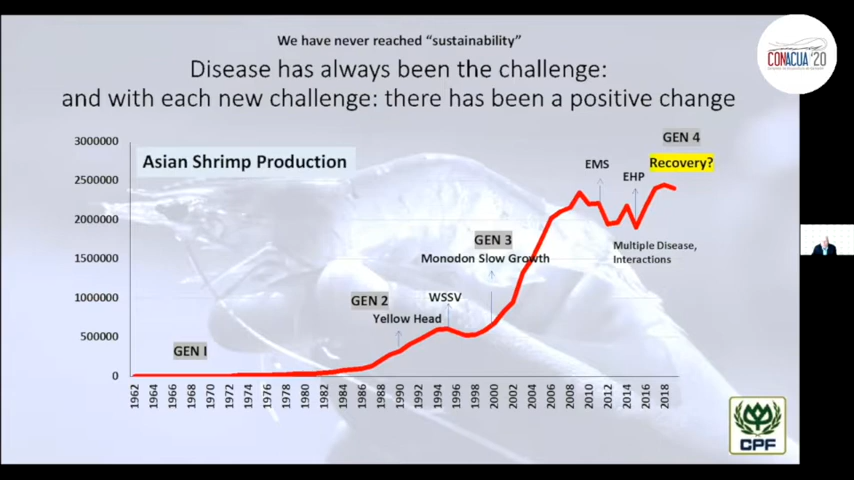 We have never reached “sustainability”
CONACUA '20
Disease has always been the challenge:
and with each new challenge: there has been a positive change
3000000
GEN 4
Asian Shrimp Production
EMS
Recovery?
2500000
EHP
2000000
GEN 3
Multiple Disease,
Interactions
1500000
Monodon Slow Growth
1000000
GEN 2
WSSV
Yellow Head
500000
GEN I
0
1962 1964 1966 1968 1970 1972 1974 1976 1978 1980 1982 1984 1986 1988 1990 1992 1994 1996 1998 2000 2002 2004 2006 2008 2010 2012 2014 2016 2018
CPF